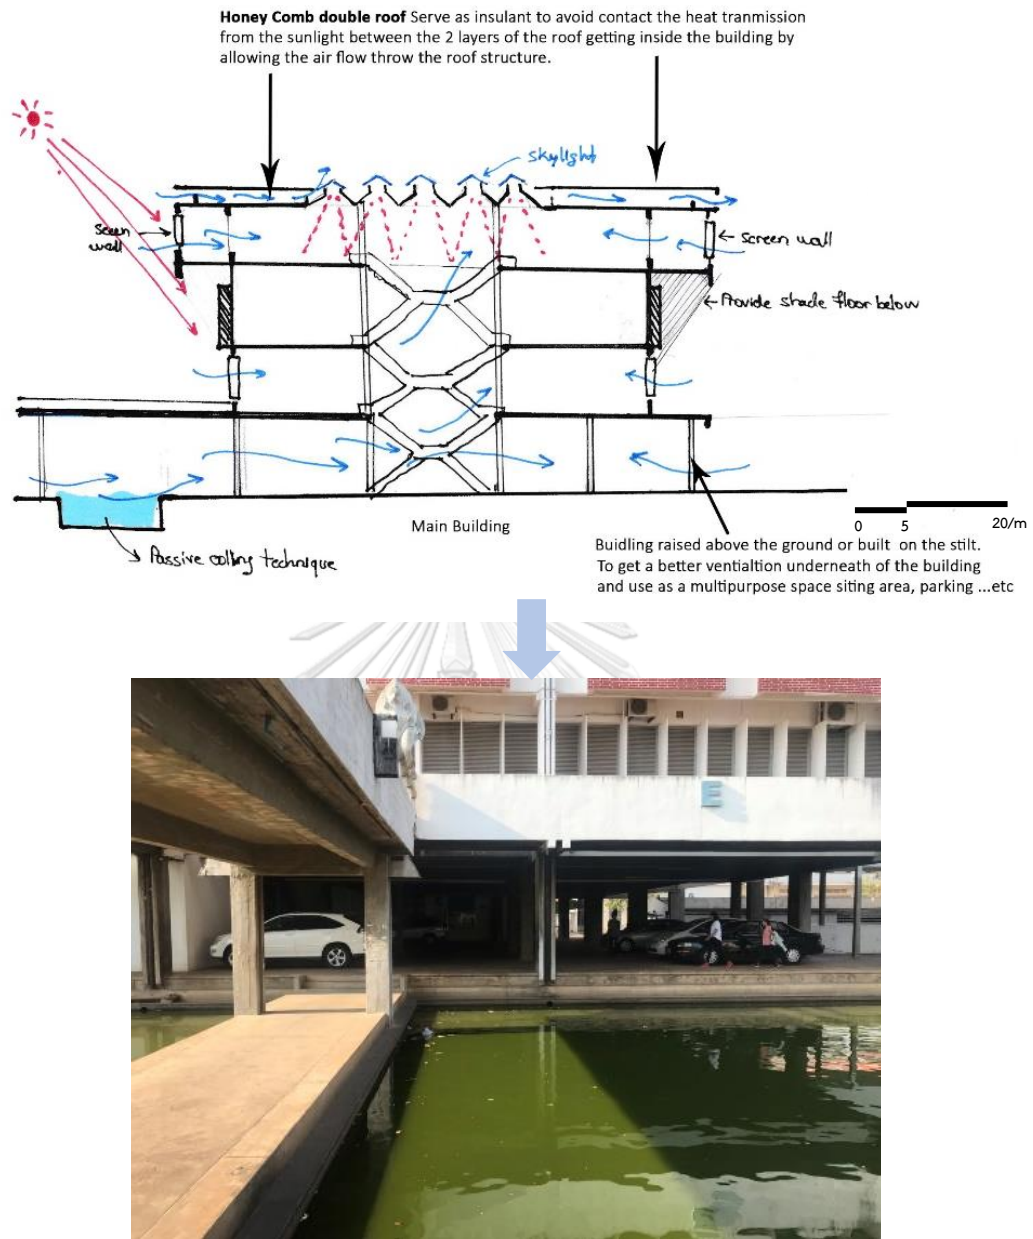 Honey Comb double roof Serve as insulant to avoid contact the heat tranmission
from the sunlight between the 2 layers of the roof getting inside the building by
allowing the air flow throw the roof structure.
skylight
Screen
wall
Screen wall
Provide shade floor below
Main Building
0 5 20/m
Passive colling technique
Buidling raised above the ground or built on the stilt.
To get a better ventialtion underneath of the building
and use as a multipurpose space siting area, parking ...etc
E